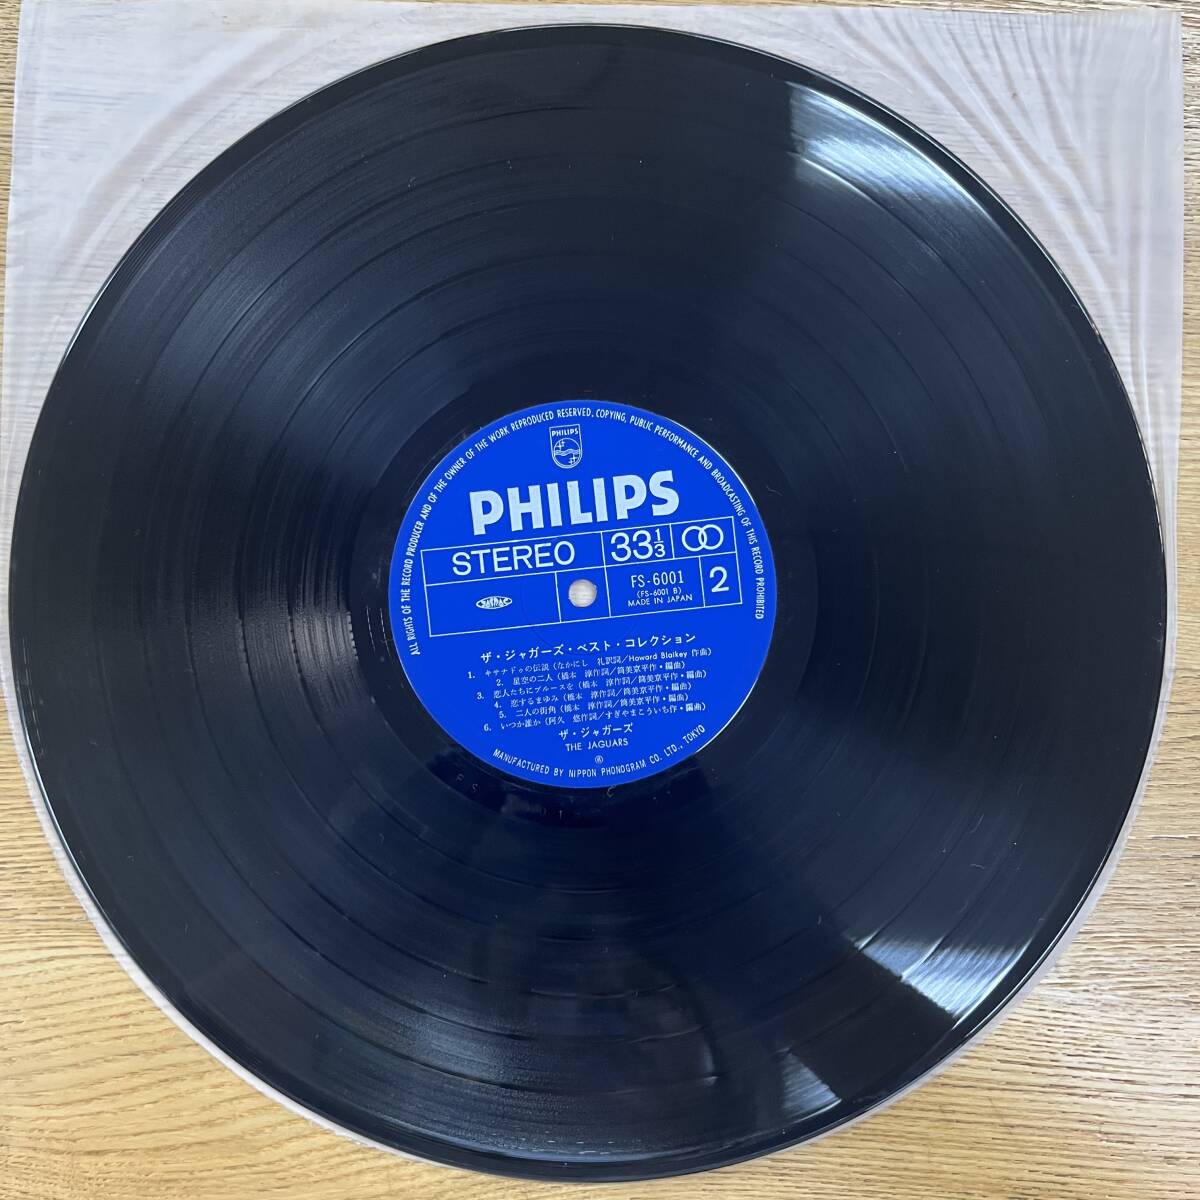 ALL RIGHTS OF THE RECORD PRODUCER AND OF THE OWNER OF THE WORK REPRODUCED RESERVED. COPYING, PUBLIC PERFORMANCE AND BROADCASTING OF THIS RECORD PROHIBITED
PHILIPS
PHILIPS
STEREO 33 1/3
FS-6001 2
(FS-6001 B)
MADE IN JAPAN
ザ・ジャガーズ・ベスト・コレクション
1. キサナドゥの伝説 (なかにし 礼訳詞/Howard Blaikey 作曲)
2. 星空の二人 (橋本 淳作詞/筒美京平作・編曲)
3. 恋人たちにブルースを (橋本 淳作詞/筒美京平作・編曲)
4. 恋するまゆみ (橋本 淳作詞/筒美京平作・編曲)
5. 二人の街角 (橋本 淳作詞/筒美京平作・編曲)
6. いつか誰か (阿久 悠作詞/すぎやまこういち作・編曲)
ザ・ジャガーズ
THE JAGUARS
MANUFACTURED BY NIPPON PHONOGRAM CO. LTD., TOKYO